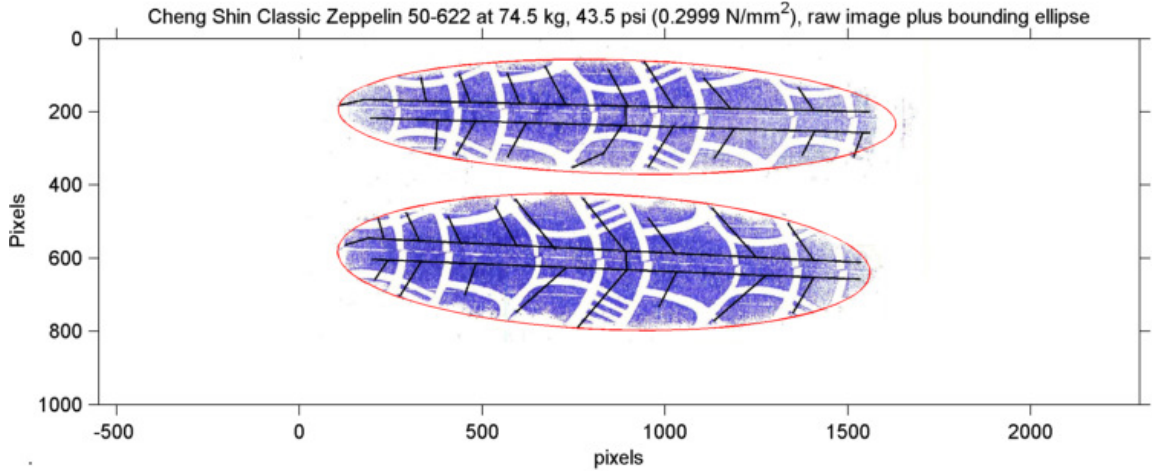 Cheng Shin Classic Zeppelin 50-622 at 74.5 kg, 43.5 psi (0.2999 N/mm²), raw image plus bounding ellipse
0
200
400
600
800
1000
Pixels
-500 0 500 1000 1500 2000
pixels